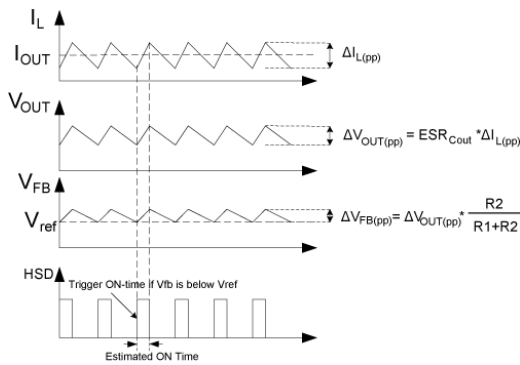 I_L
I_OUT
ΔI_L(pp)
V_OUT
ΔV_OUT(pp) = ESR_Cout *ΔI_L(pp)
V_FB
V_ref
ΔV_FB(pp) = ΔV_OUT(pp) * R2
R1+R2
HSD
Trigger ON-time if Vfb is below Vref
Estimated ON Time